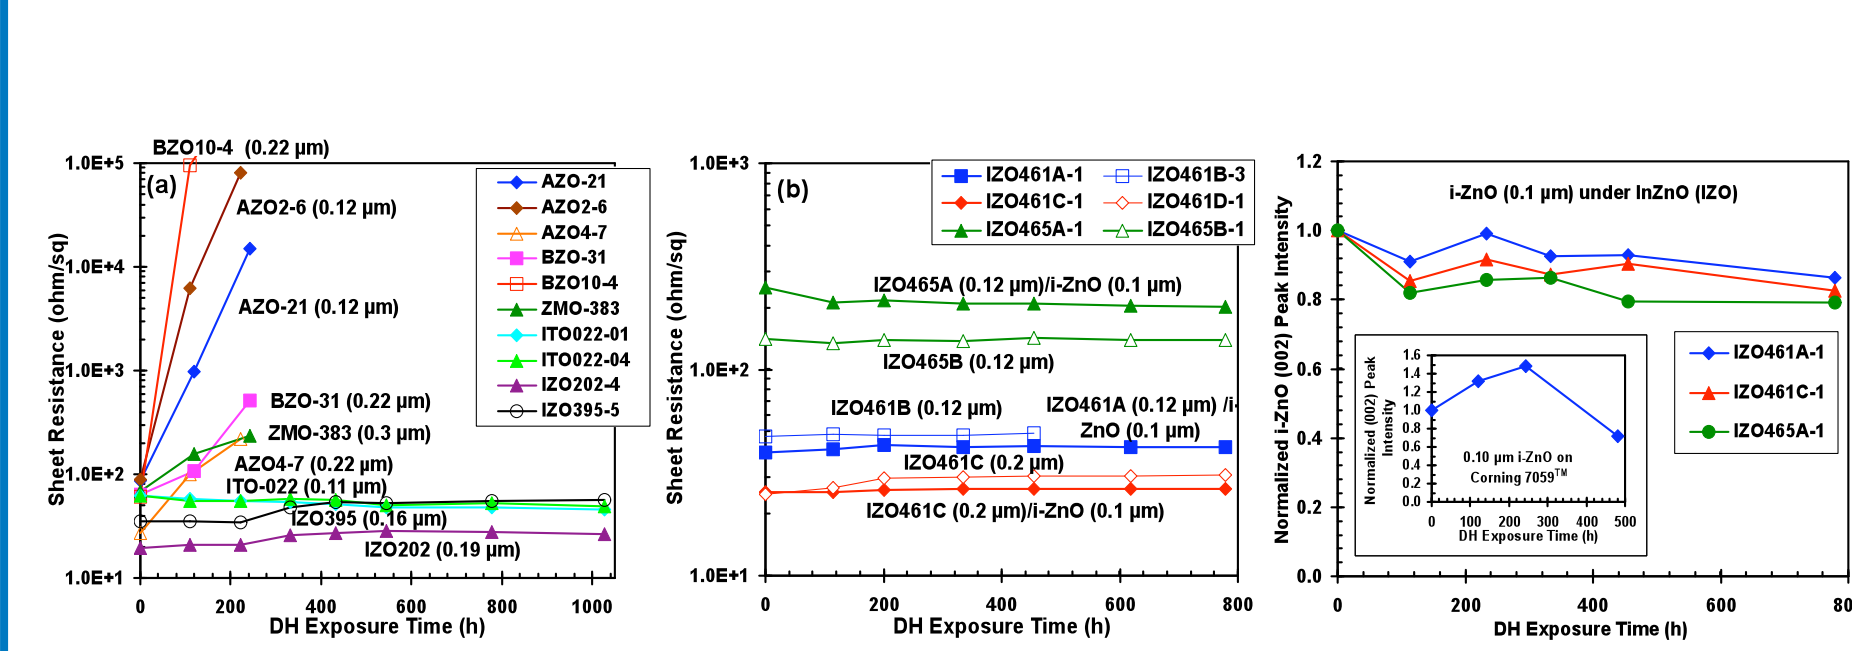 BZO10-4 (0.22 µm)
1.0E+5
(a)
AZO2-6 (0.12 µm)
1.0E+4
AZO-21 (0.12 µm)
1.0E+3
BZO-31 (0.22 µm)
ZMO-383 (0.3 µm)
AZO4-7 (0.22 µm)
1.0E+2
ITO-022 (0.11 µm)
IZO395 (0.16 µm)
IZO202 (0.19 µm)
1.0E+1
0 200 400 600 800 1000
DH Exposure Time (h)
Sheet Resistance (ohm/sq)
AZO-21
AZO2-6
AZO4-7
BZO-31
BZO10-4
ZMO-383
ITO022-01
ITO022-04
IZO202-4
IZO395-5
1.0E+3
(b)
IZO461A-1 IZO461B-3
IZO461C-1 IZO461D-1
IZO465A-1 IZO465B-1
IZO465A (0.12 µm)/i-ZnO (0.1 µm)
IZO465B (0.12 µm)
1.0E+2
IZO461B (0.12 µm)
IZO461A (0.12 µm) /i-
ZnO (0.1 µm)
IZO461C (0.2 µm)
IZO461C (0.2 µm)/i-ZnO (0.1 µm)
1.0E+1
0 200 400 600 800
DH Exposure Time (h)
Sheet Resistance (ohm/sq)
1.2
i-ZnO (0.1 µm) under InZnO (IZO)
1.0
0.8
0.6
0.4
0.2
0.0
0 200 400 600 80
DH Exposure Time (h)
Normalized i-ZnO (002) Peak Intensity
IZO461A-1
IZO461C-1
IZO465A-1
1.6
1.4
1.2
1.0
0.8
0.6
0.4
0.2
0.0
0.10 µm i-ZnO on
Corning 7059TM
0 100 200 300 400 500
DH Exposure Time (h)
Normalized (002) Peak
Intensity